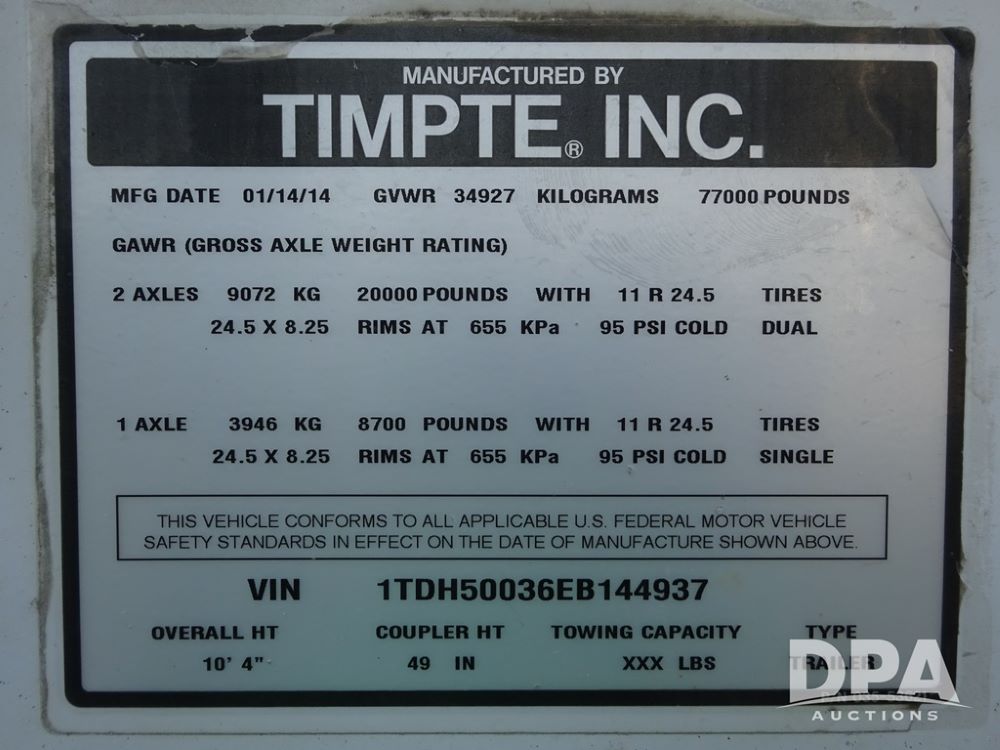 MANUFACTURED BY
TIMPTE® INC.
MFG DATE 01/14/14 GVWR 34927 KILOGRAMS 77000 POUNDS
GAWR (GROSS AXLE WEIGHT RATING)
2 AXLES 9072 KG 20000 POUNDS WITH 11 R 24.5 TIRES
24.5 X 8.25 RIMS AT 655 KPa 95 PSI COLD DUAL
1 AXLE 3946 KG 8700 POUNDS WITH 11 R 24.5 TIRES
24.5 X 8.25 RIMS AT 655 KPa 95 PSI COLD SINGLE
THIS VEHICLE CONFORMS TO ALL APPLICABLE U.S. FEDERAL MOTOR VEHICLE
SAFETY STANDARDS IN EFFECT ON THE DATE OF MANUFACTURE SHOWN ABOVE.
VIN 1TDH50036EB144937
OVERALL HT COUPLER HT TOWING CAPACITY TYPE
10' 4" 49 IN XXX LBS TRAILER
DPA
AUCTIONS